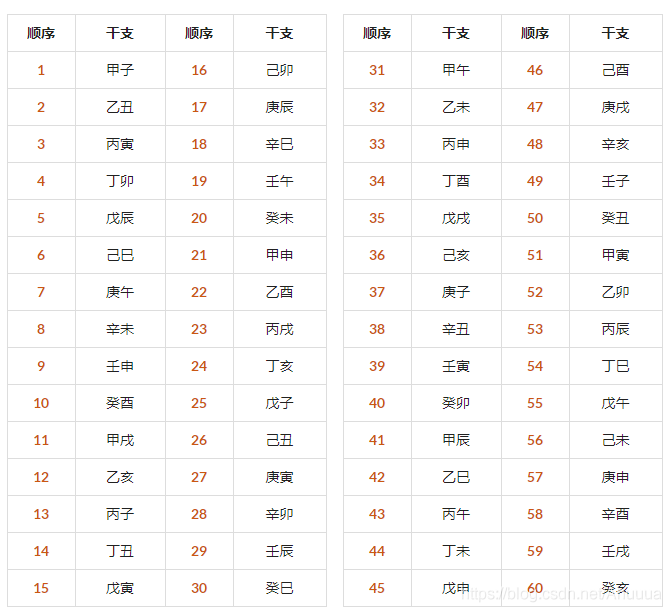 顺序 干支 顺序 干支 顺序 干支 顺序 干支
1 甲子 16 己卯 31 甲午 46 己酉
2 乙丑 17 庚辰 32 乙未 47 庚戌
3 丙寅 18 辛巳 33 丙申 48 辛亥
4 丁卯 19 壬午 34 丁酉 49 壬子
5 戊辰 20 癸未 35 戊戌 50 癸丑
6 己巳 21 甲申 36 己亥 51 甲寅
7 庚午 22 乙酉 37 庚子 52 乙卯
8 辛未 23 丙戌 38 辛丑 53 丙辰
9 壬申 24 丁亥 39 壬寅 54 丁巳
10 癸酉 25 戊子 40 癸卯 55 戊午
11 甲戌 26 己丑 41 甲辰 56 己未
12 乙亥 27 庚寅 42 乙巳 57 庚申
13 丙子 28 辛卯 43 丙午 58 辛酉
14 丁丑 29 壬辰 44 丁未 59 壬戌
15 戊寅 30 癸巳 45 戊申 60 癸亥